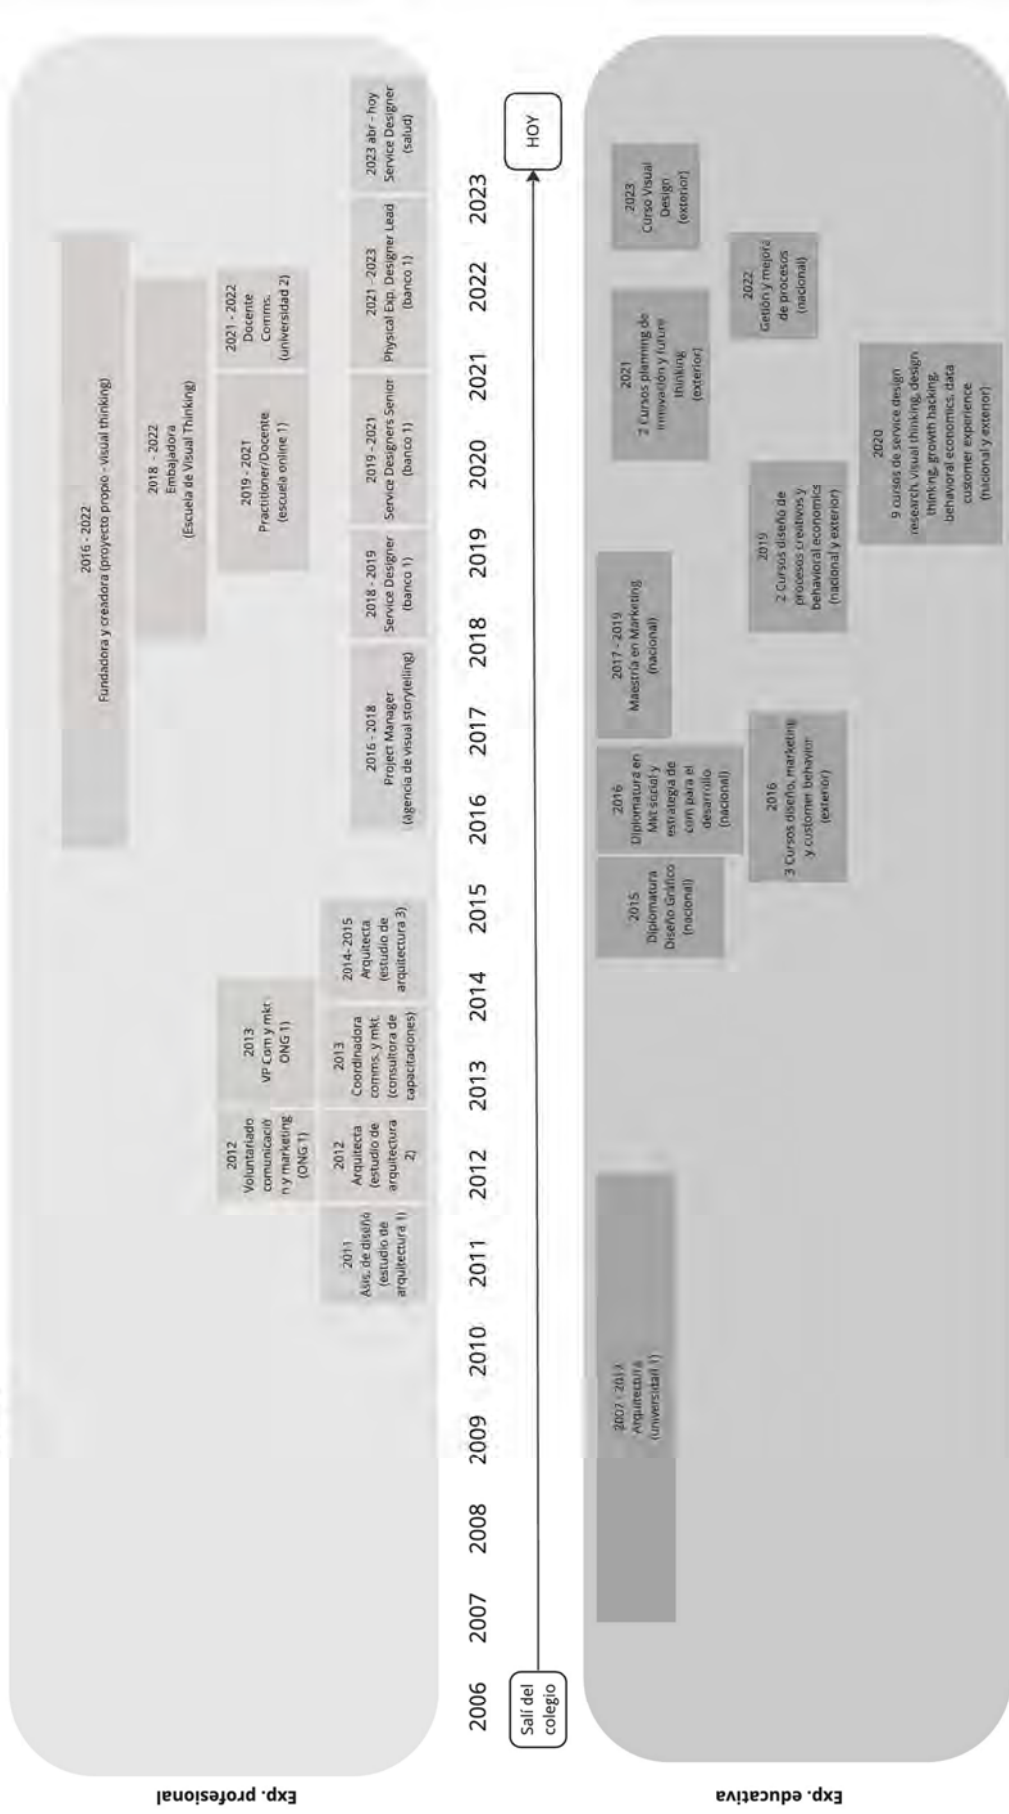 Exp. profesional
2016 - 2022
Fundadora y creadora (proyecto propio - visual thinking)
2018 - 2022
Embajadora
(Escuela de Visual Thinking)
2012
Voluntariado
comunicació
n y marketing
(ONG 1)
2013
VP Com y mkt
ONG 1)
2019 - 2021
Practitioner/Docente
(escuela online 1)
2021 - 2022
Docente
Comms.
(universidad 2)
2011
Asis. de diseño
(estudio de
arquitectura 1)
2012
Arquitecta
(estudio de
arquitectura
2)
2013
Coordinadora
comms. y mkt.
(consultora de
capacitaciones)
2014- 2015
Arquitecta
(estudio de
arquitectura 3)
2016 - 2018
Project Manager
(agencia de visual storytelling)
2018 - 2019
Service Designer
(banco 1)
2019 - 2021
Service Designers Senior
(banco 1)
2021 - 2023
Physical Exp. Designer Lead
(banco 1)
2023 abr - hoy
Service Designer
(salud)
2006 2007 2008 2009 2010 2011 2012 2013 2014 2015 2016 2017 2018 2019 2020 2021 2022 2023
Salí del
colegio
HOY
Exp. educativa
2007 - 2012
Arquitectura
(universidad 1)
2015
Diplomatura
Diseño Gráfico
(nacional)
2016
Diplomatura en
Mkt social y
estrategia de
com para el
desarrollo
(nacional)
2017 - 2019
Maestría en Marketing
(nacional)
2021
2 Cursos planning de
innovación y future
thinking
(exterior)
2023
Curso Visual
Design
(exterior)
2016
3 Cursos diseño, marketing
y customer behavior
(exterior)
2019
2 Cursos diseño de
procesos creativos y
behavioral economics
(nacional y exterior)
2022
Getión y mejora
de procesos
(nacional)
2020
9 cursos de service design
research, visual thinking, design
thinking, growth hacking,
behavioral economics, data
customer experience
(nacional y exterior)